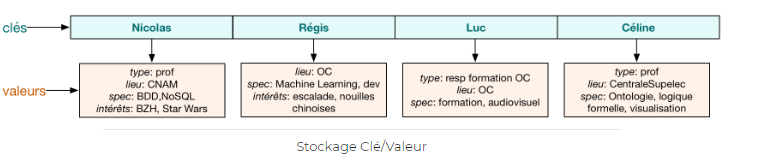 clés
Nicolas
Régis
Luc
Céline
valeurs
type: prof
lieu: CNAM
spec: BDD,NoSQL
intérêts: BZH, Star Wars
lieu: OC
spec: Machine Learning, dev
intérêts: escalade, nouilles
chinoises
type: resp formation OC
lieu: OC
spec: formation, audiovisuel
type: prof
lieu: CentraleSupelec
spec: Ontologie, logique
formelle, visualisation
Stockage Clé/Valeur